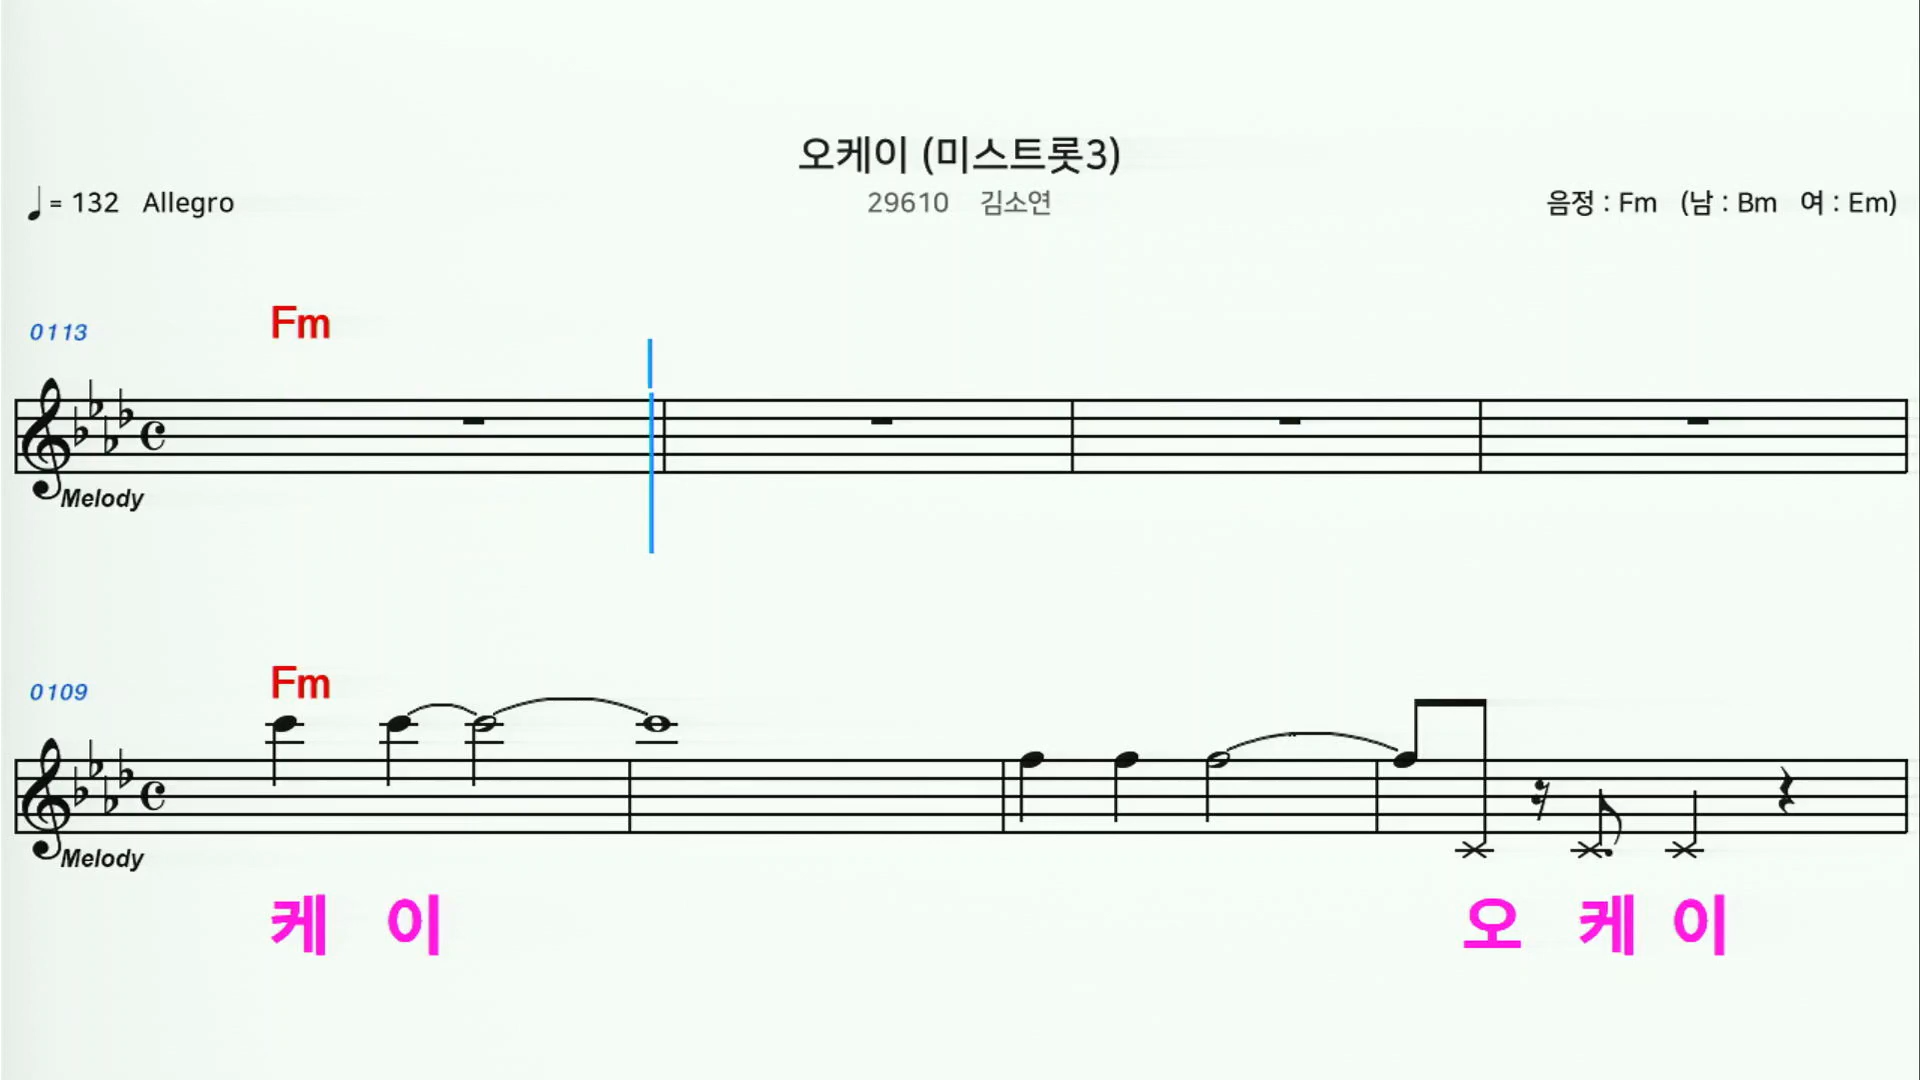 오케이 (미스트롯3)
♩= 132 Allegro
29610 김소연
음정 : Fm (남 : Bm 여 : Em)
0113
Fm
Melody
0109
Fm
Melody
케 이 오 케 이